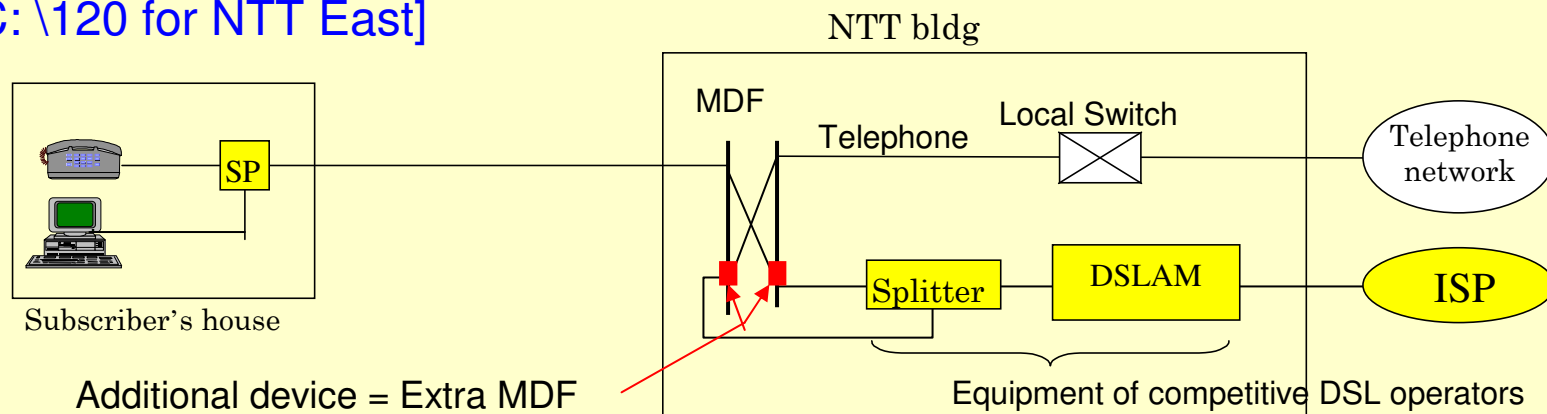 C: \120 for NTT East]
NTT bldg
MDF
Telephone
Local Switch
Telephone
network
SP
Splitter
DSLAM
ISP
Subscriber's house
Additional device = Extra MDF
Equipment of competitive DSL operators